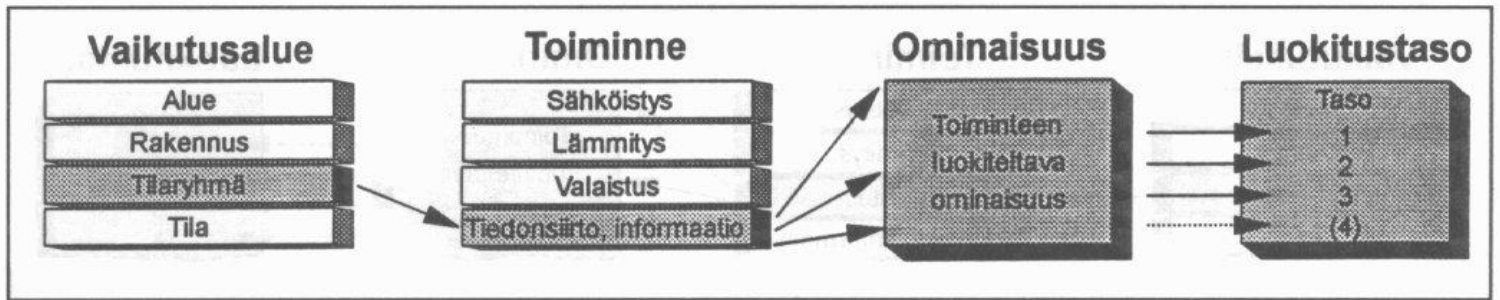 Vaikutusalue
Alue
Rakennus
Tilaryhmä
Tila
Toiminne
Sähköistys
Lämmitys
Valaistus
Tiedonsiirto, informaatio
Ominaisuus
Toiminteen
luokiteltava
ominaisuus
Luokitustaso
Taso
1
2
3
(4)